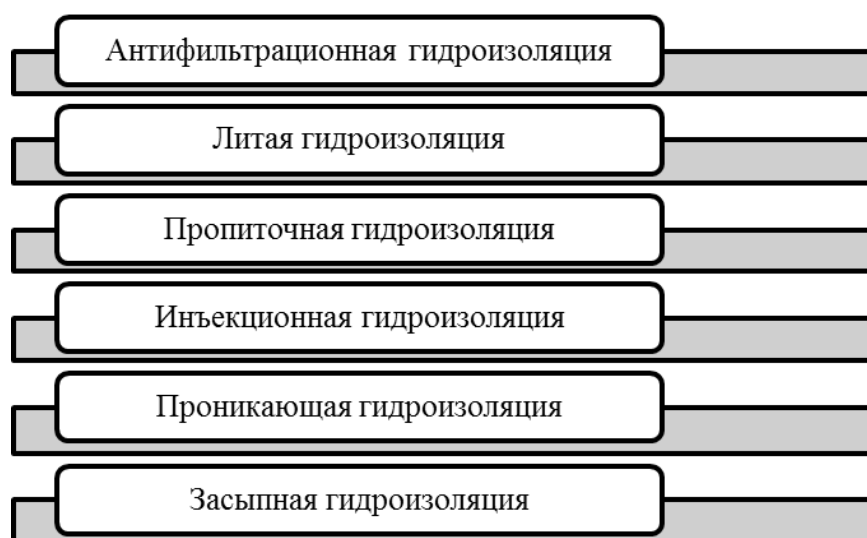 Антифильтрационная гидроизоляция
Литая гидроизоляция
Пропиточная гидроизоляция
Инъекционная гидроизоляция
Проникающая гидроизоляция
Засыпная гидроизоляция